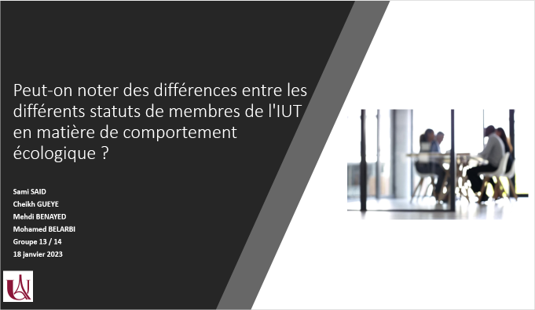 Peut-on noter des différences entre les
différents statuts de membres de l'IUT
en matière de comportement
écologique ?
Sami SAID
Cheikh GUEYE
Mehdi BENAYED
Mohamed BELARBI
Groupe 13 / 14
18 janvier 2023